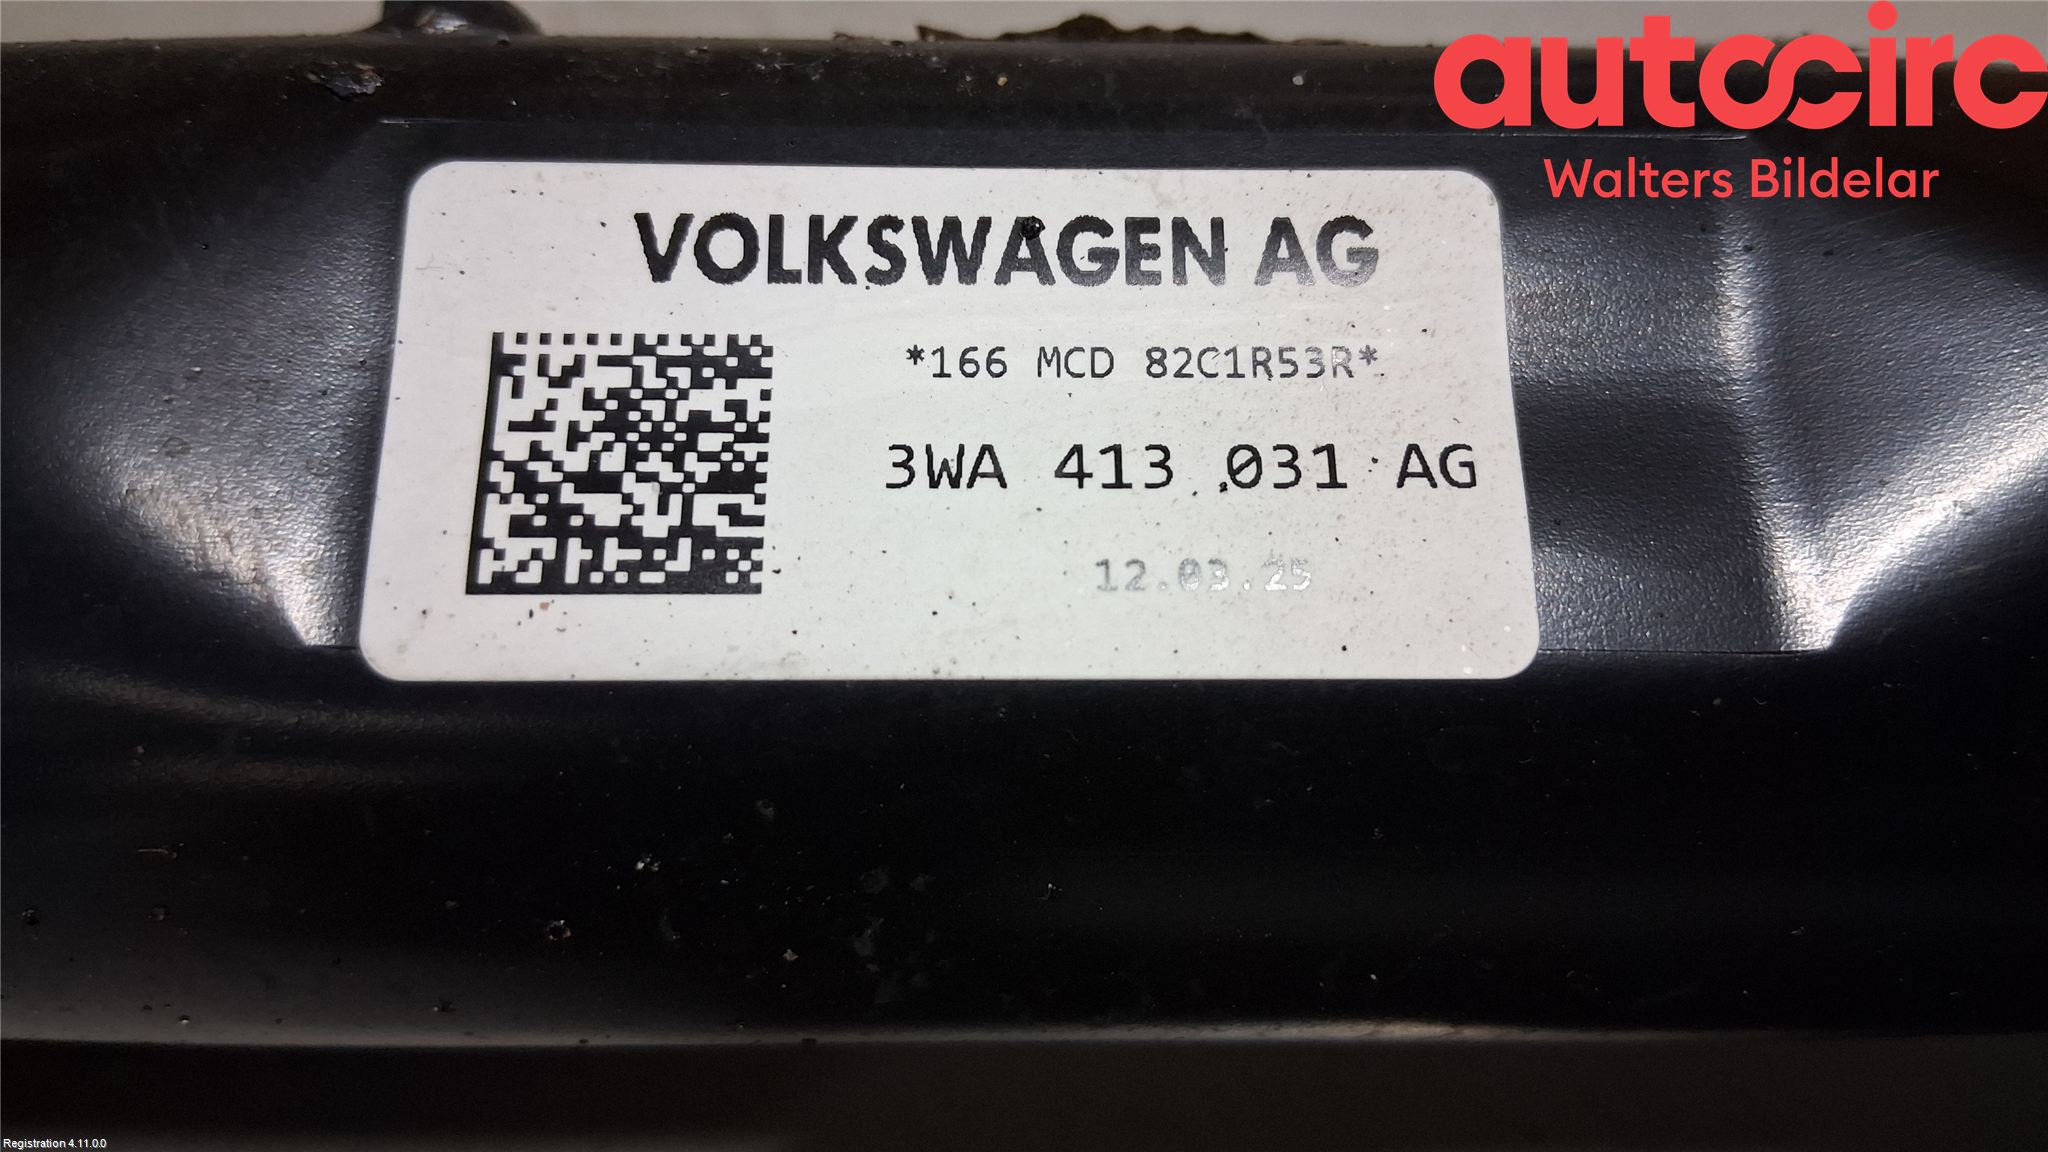 autocirc
Walters Bildelar
VOLKSWAGEN AG
*166 MCD 82C1R53R*
3WA 413 031 AG
12.03.25
Registration 4.11.0.0